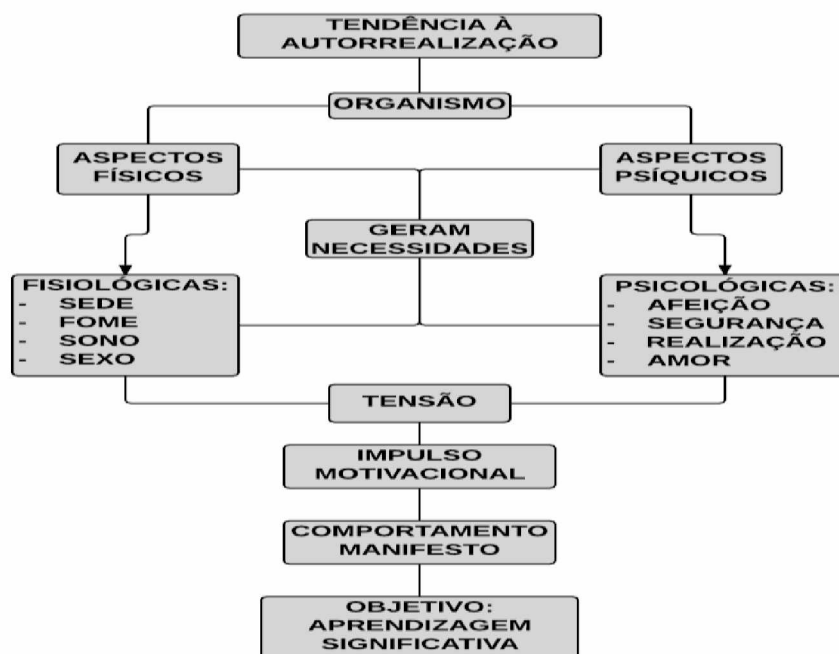 TENDÊNCIA À
AUTORREALIZAÇÃO
ORGANISMO
ASPECTOS
FÍSICOS
ASPECTOS
PSÍQUICOS
GERAM
NECESSIDADES
FISIOLÓGICAS:
- SEDE
- FOME
- SONO
- SEXO
PSICOLÓGICAS:
- AFEIÇÃO
- SEGURANÇA
- REALIZAÇÃO
- AMOR
TENSÃO
IMPULSO
MOTIVACIONAL
COMPORTAMENTO
MANIFESTO
OBJETIVO:
APRENDIZAGEM
SIGNIFICATIVA